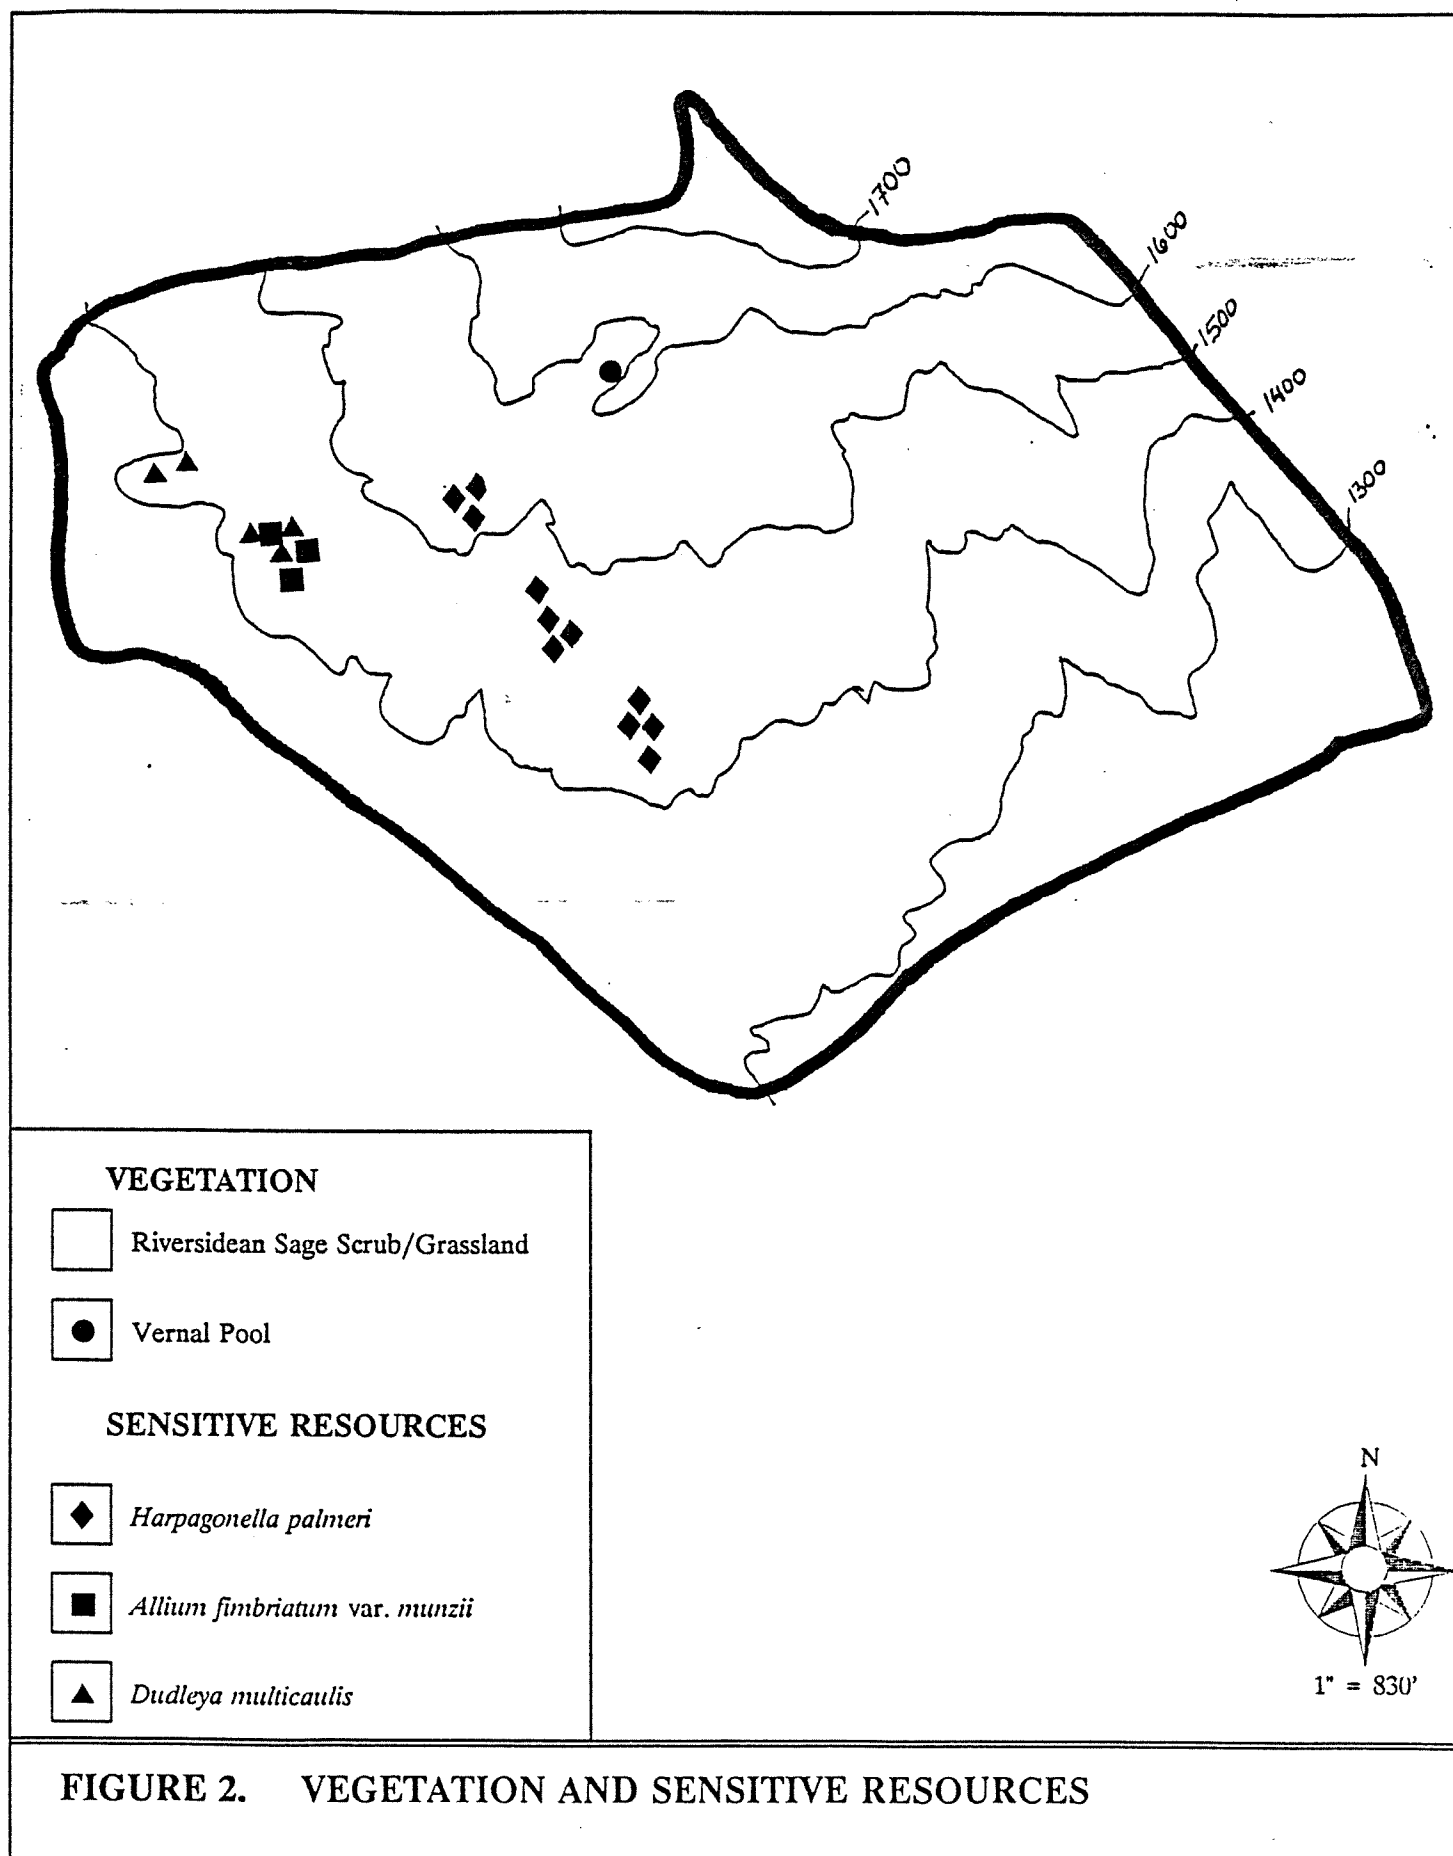 1700
1600
1500
1400
1300
VEGETATION
Riversidean Sage Scrub/Grassland
Vernal Pool
SENSITIVE RESOURCES
Harpagonella palmeri
Allium fimbriatum var. munzii
Dudleya multicaulis
N
1" = 830'
FIGURE 2. VEGETATION AND SENSITIVE RESOURCES